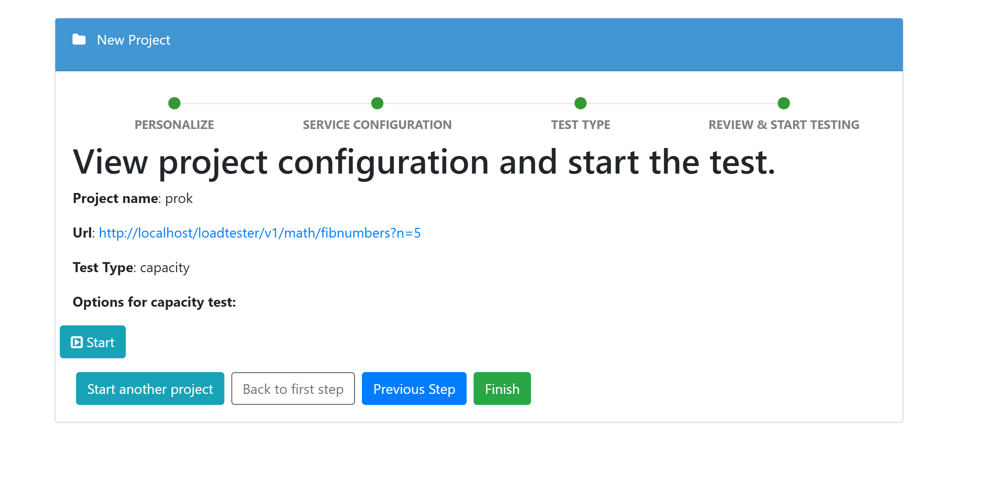 New Project
PERSONALIZE SERVICE CONFIGURATION TEST TYPE REVIEW & START TESTING
View project configuration and start the test.
Project name: prok
Url: http://localhost/loadtester/v1/math/fibnumbers?n=5
Test Type: capacity
Options for capacity test:
Start
Start another project Back to first step Previous Step Finish